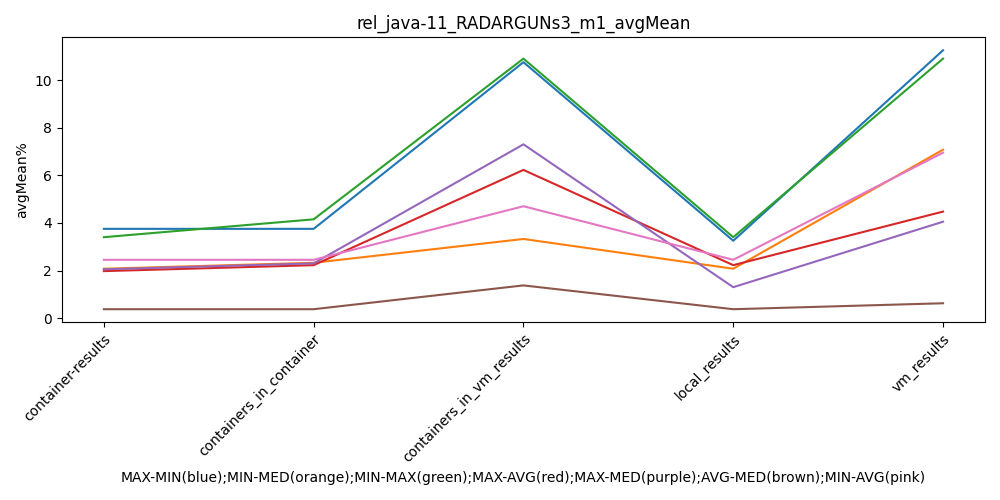 rel_java-11_RADARGUNs3_m1_avgMean
avgMean%
10
8
6
4
2
0
container-results
containers_in_container
containers_in_vm_results
local_results
vm_results
MAX-MIN(blue);MIN-MED(orange);MIN-MAX(green);MAX-AVG(red);MAX-MED(purple);AVG-MED(brown);MIN-AVG(pink)